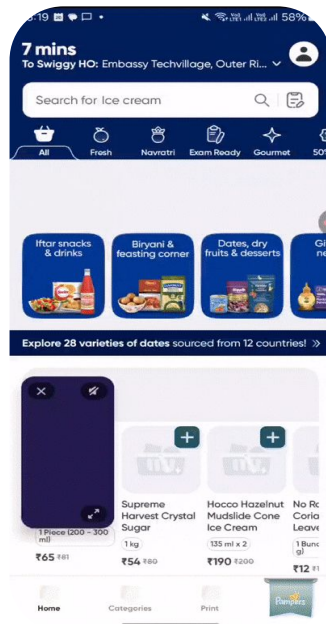 8:19
58%
7 mins
To Swiggy HO: Embassy Techvillage, Outer Ri...
Search for Ice cream
All
Fresh
Navratri
Exam Ready
Gourmet
50%
Iftar snacks
& drinks
Biryani &
feasting corner
Dates, dry
fruits & desserts
Gi
ne
Explore 28 varieties of dates sourced from 12 countries! »
1 Piece (200 - 300
ml)
₹65 ₹81
Supreme
Harvest Crystal
Sugar
1 kg
₹54 ₹80
Hocco Hazelnut
Mudslide Cone
Ice Cream
135 ml x 2
₹190 ₹200
No Ro
Coria
Leave
1 Bunc
g)
₹12
Home
Categories
Print
Pampers